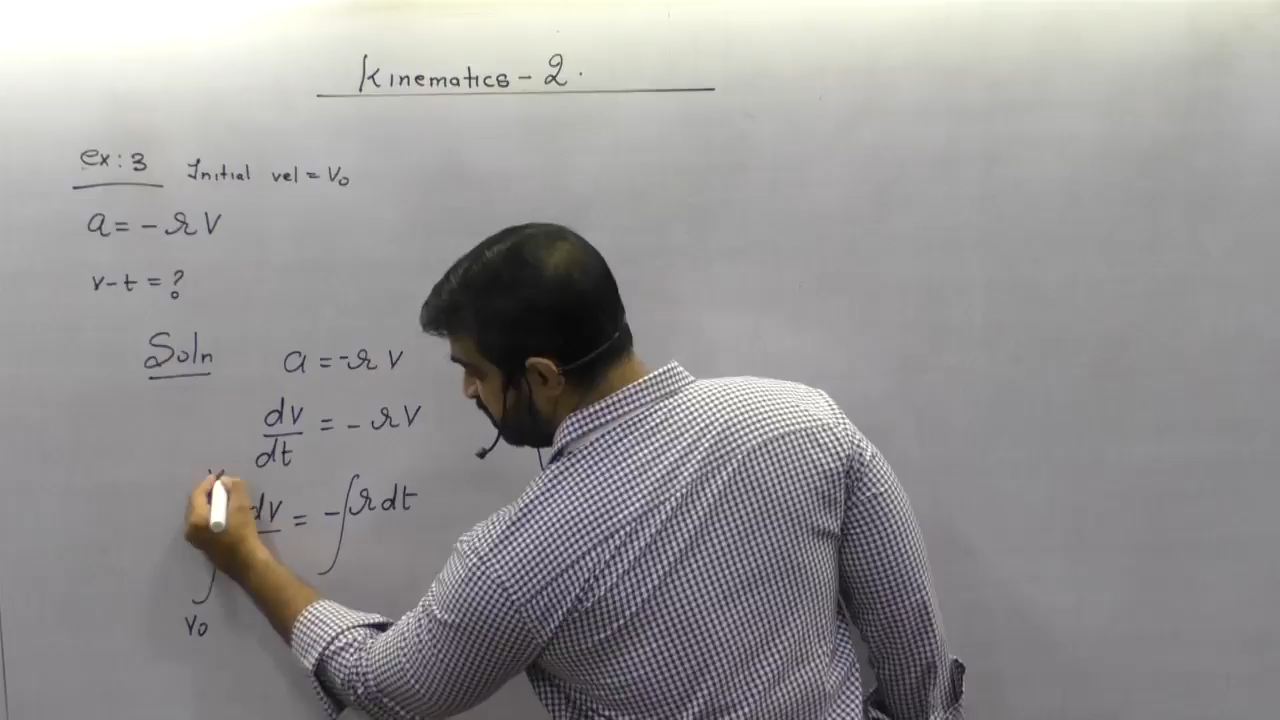 Kinematics - 2.
ex: 3 Initial vel = V₀
a = - r V
v - t = ?
Soln a = - r V
dv/dt = - r V
∫ dv = - ∫ r dt
V₀